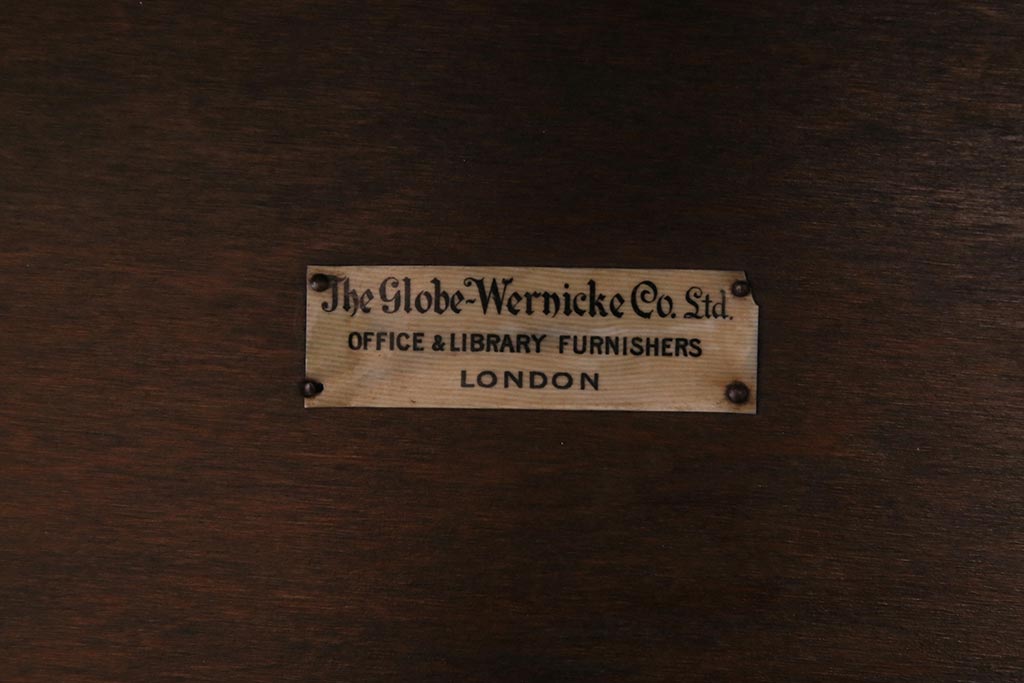 The Globe-Wernicke Co. Ltd.
OFFICE & LIBRARY FURNISHERS
LONDON